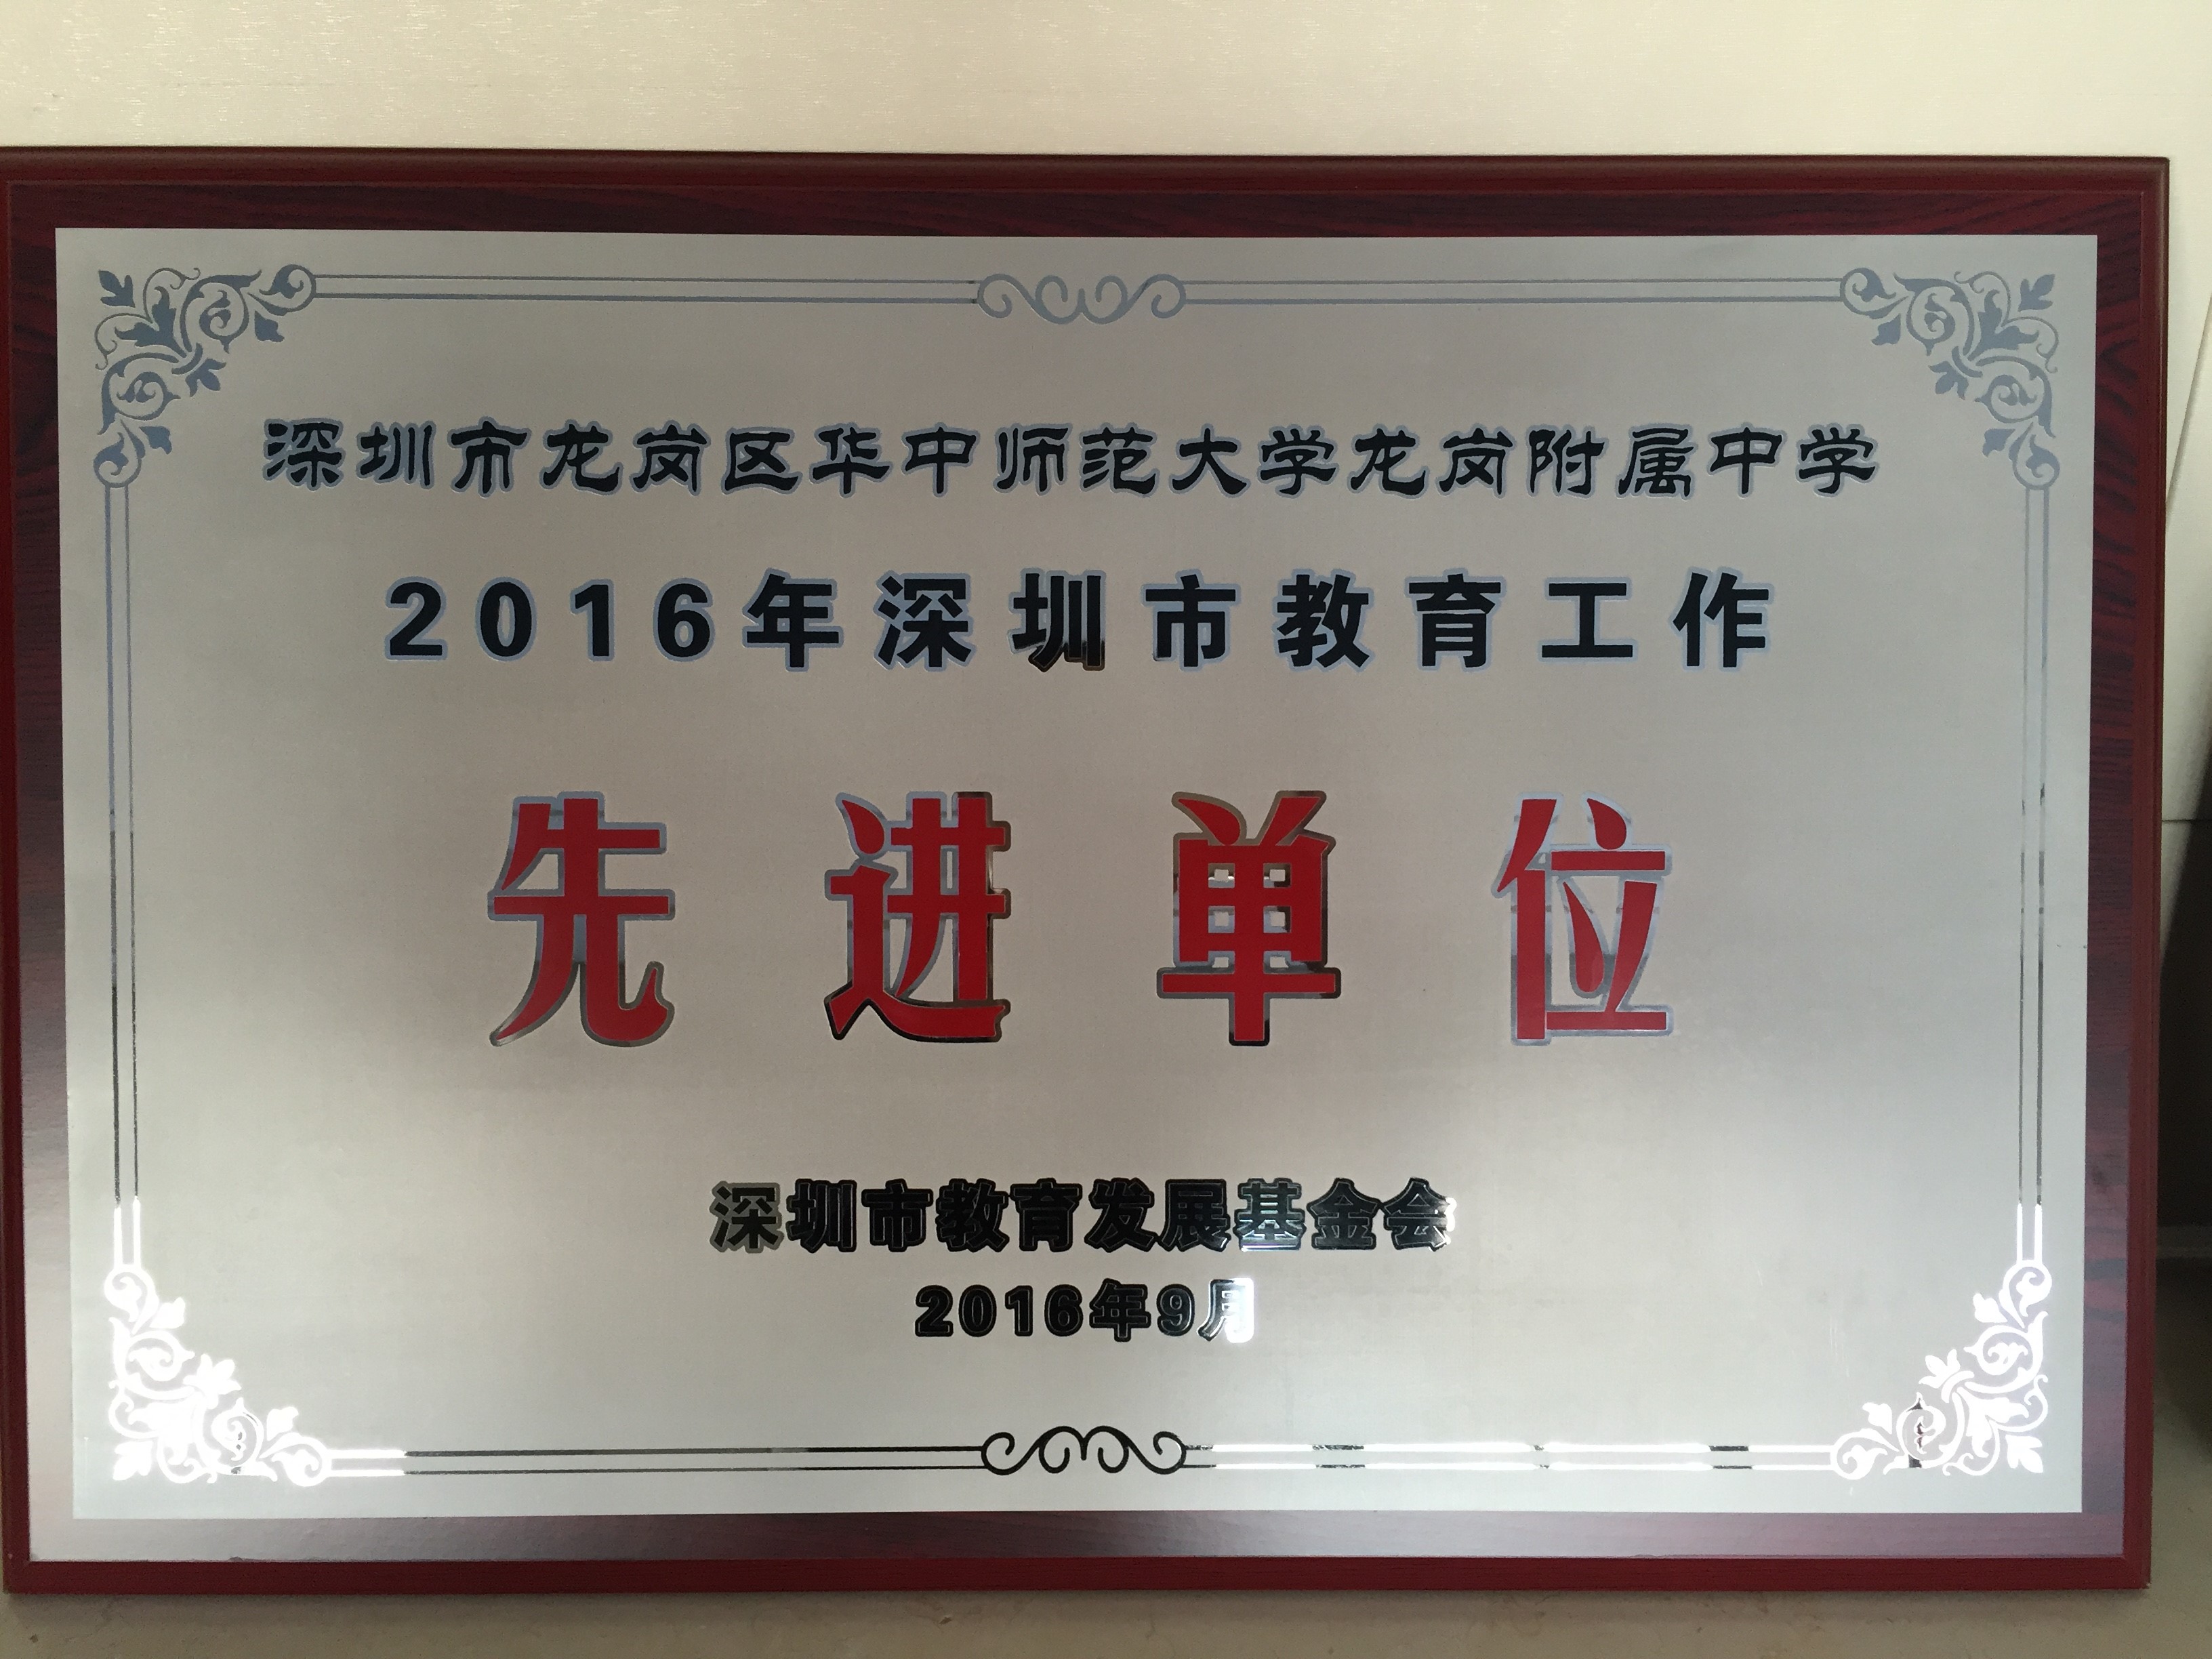 深圳市龙岗区华中师范大学龙岗附属中学
2016年深圳市教育工作
先进单位
深圳市教育发展基金会
2016年9月